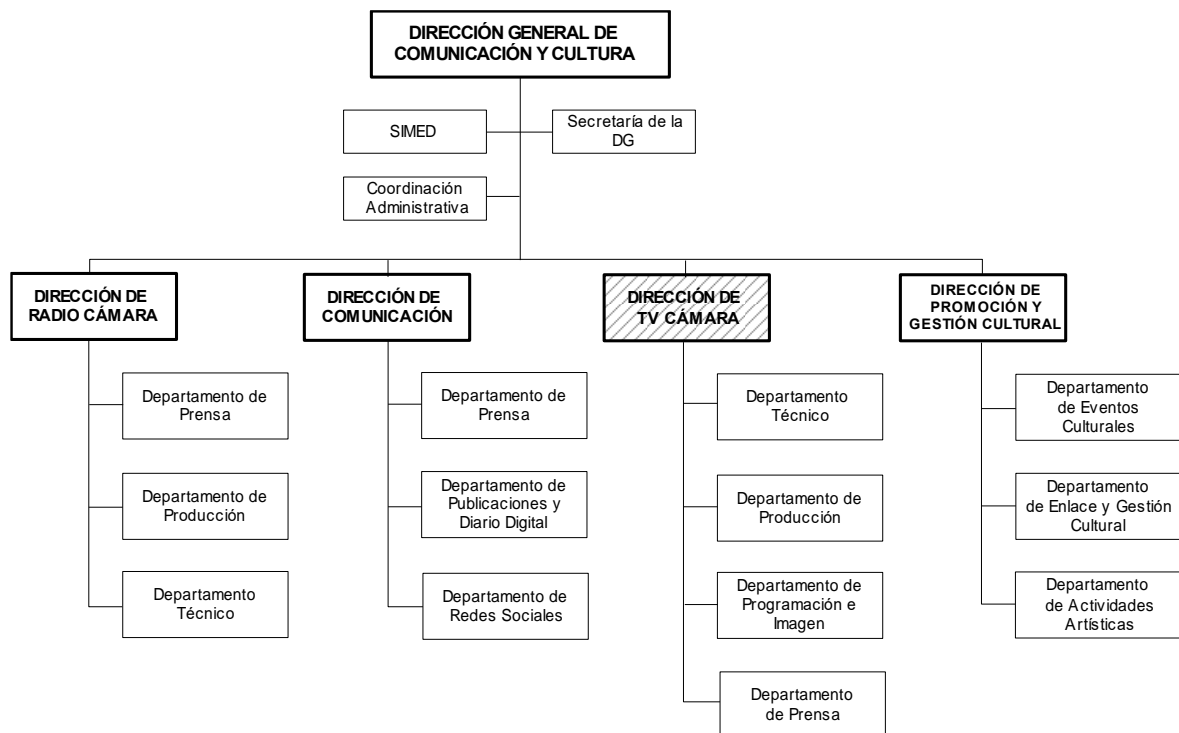 DIRECCIÓN GENERAL DE
COMUNICACIÓN Y CULTURA
SIMED
Secretaría de la
DG
Coordinación
Administrativa
DIRECCIÓN DE
RADIO CÁMARA
DIRECCIÓN DE
COMUNICACIÓN
DIRECCIÓN DE
TV CÁMARA
DIRECCIÓN DE
PROMOCIÓN Y
GESTIÓN CULTURAL
Departamento de
Prensa
Departamento de
Producción
Departamento
Técnico
Departamento de
Prensa
Departamento de
Publicaciones y
Diario Digital
Departamento de
Redes Sociales
Departamento
Técnico
Departamento de
Producción
Departamento de
Programación e
Imagen
Departamento
de Prensa
Departamento
de Eventos
Culturales
Departamento
de Enlace y Gestión
Cultural
Departamento
de Actividades
Artísticas